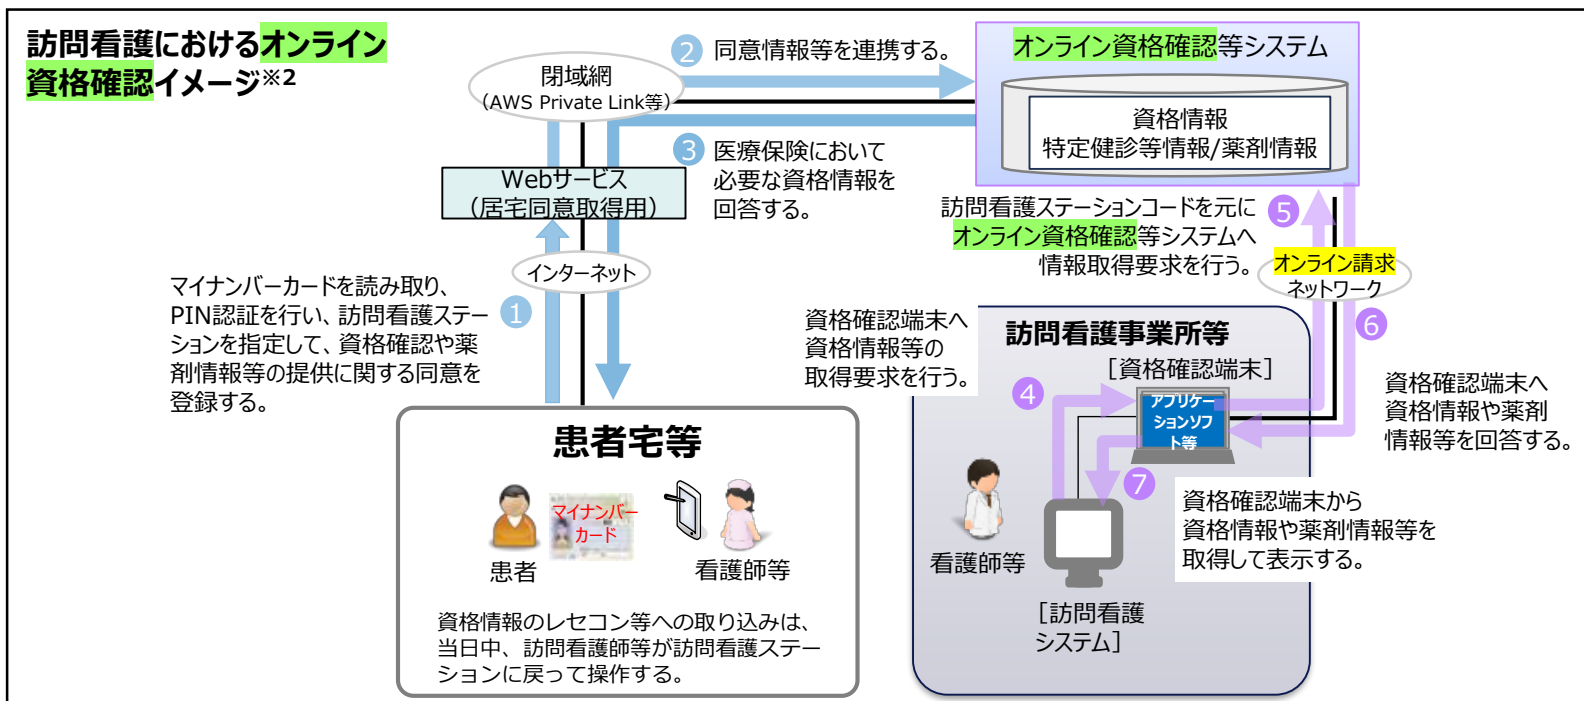 訪問看護におけるオンライン
資格確認イメージ※2
② 同意情報等を連携する。
閉域網
（AWS Private Link等）
オンライン資格確認等システム
資格情報
特定健診等情報/薬剤情報
③ 医療保険において
必要な資格情報を
回答する。
Webサービス
（居宅同意取得用）
訪問看護ステーションコードを元に
オンライン資格確認等システムへ
情報取得要求を行う。
⑤
インターネット
オンライン請求
ネットワーク
マイナンバーカードを読み取り、
PIN認証を行い、訪問看護ステー
ションを指定して、資格確認や薬
剤情報等の提供に関する同意を
登録する。
①
資格確認端末へ
資格情報等の
取得要求を行う。
訪問看護事業所等
［資格確認端末］
④
アプリケー
ションソフ
ト等
⑥
資格確認端末へ
資格情報や薬剤
情報等を回答する。
患者宅等
マイナンバー
カード
患者
看護師等
資格情報のレセコン等への取り込みは、
当日中、訪問看護師等が訪問看護ステー
ションに戻って操作する。
⑦
資格確認端末から
資格情報や薬剤情報等を
取得して表示する。
看護師等
［訪問看護
システム］